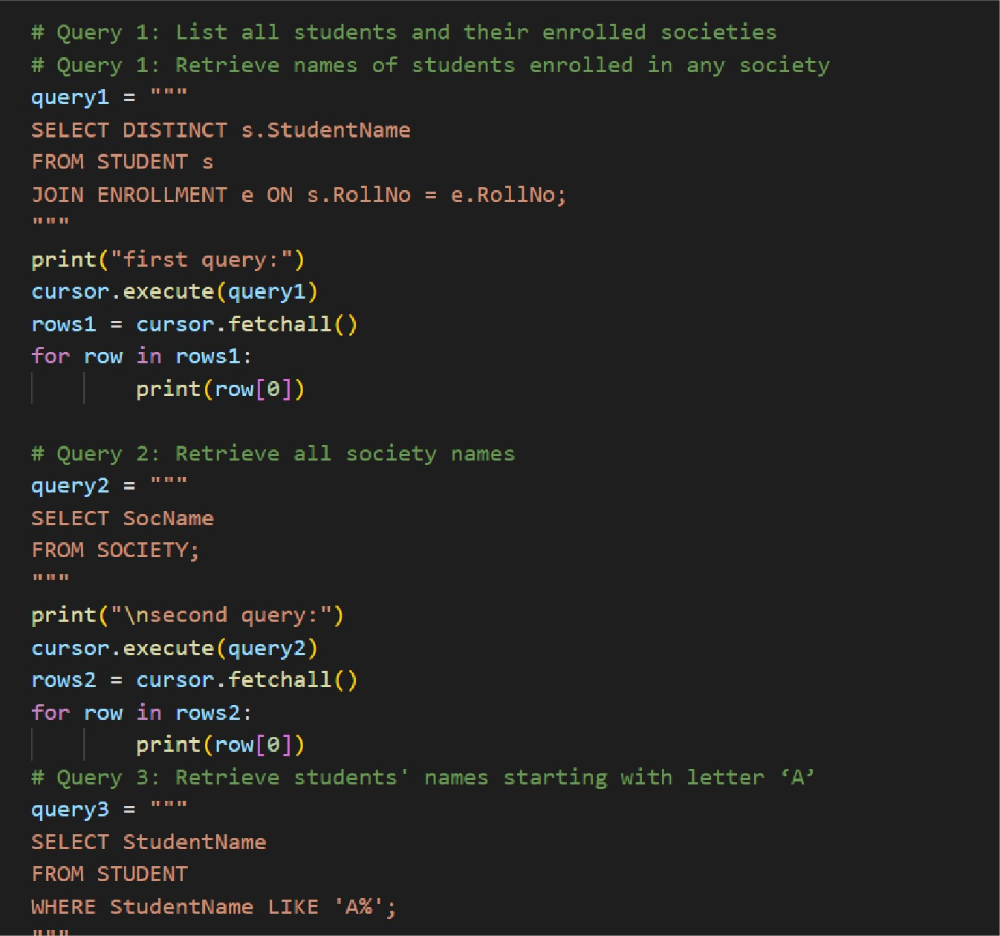 # Query 1: List all students and their enrolled societies
# Query 1: Retrieve names of students enrolled in any society
query1 = """
SELECT DISTINCT s.StudentName
FROM STUDENT s
JOIN ENROLLMENT e ON s.RollNo = e.RollNo;
"""
print("first query:")
cursor.execute(query1)
rows1 = cursor.fetchall()
for row in rows1:
        print(row[0])

# Query 2: Retrieve all society names
query2 = """
SELECT SocName
FROM SOCIETY;
"""
print("\nsecond query:")
cursor.execute(query2)
rows2 = cursor.fetchall()
for row in rows2:
        print(row[0])
# Query 3: Retrieve students' names starting with letter ‘A’
query3 = """
SELECT StudentName
FROM STUDENT
WHERE StudentName LIKE 'A%';
"""